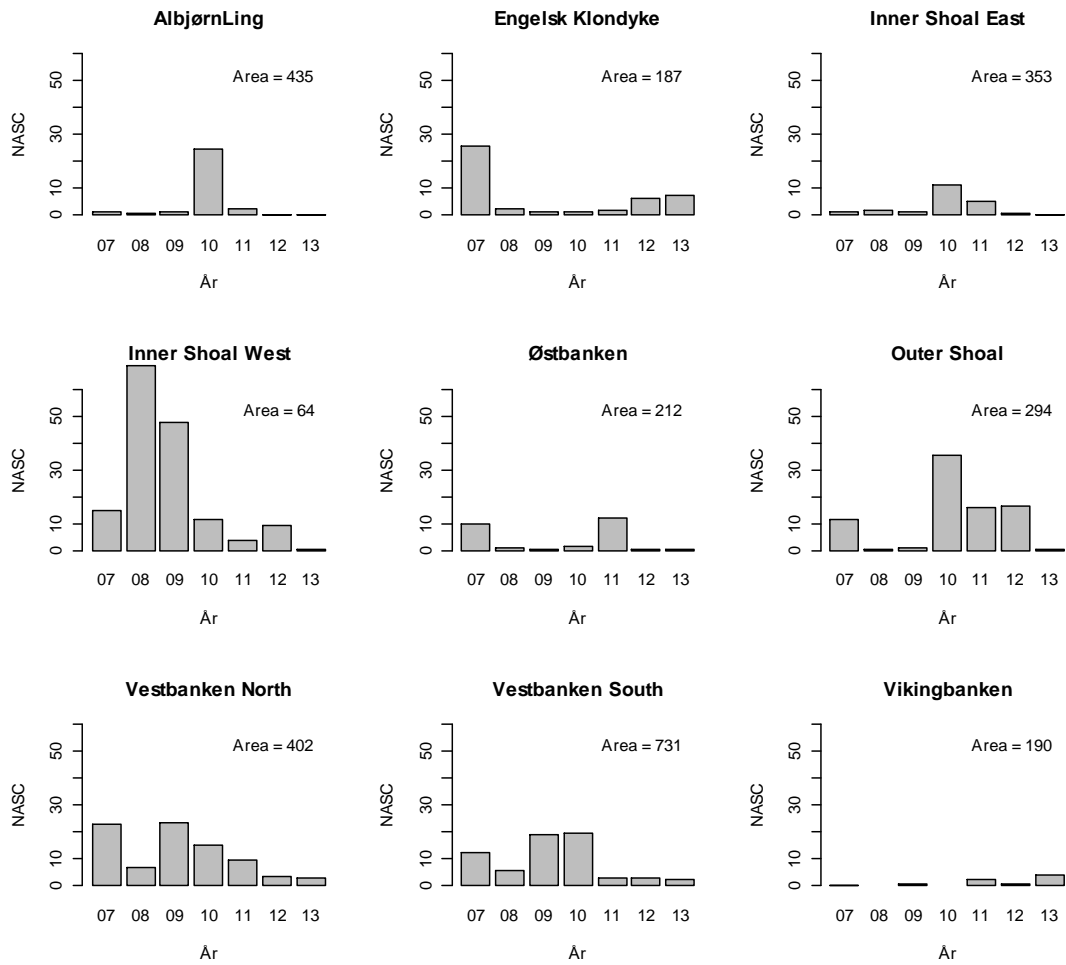 AlbjørnLing
Area = 435
NASC
50
30
10
0
07 08 09 10 11 12 13
År
Engelsk Klondyke
Area = 187
NASC
50
30
10
0
07 08 09 10 11 12 13
År
Inner Shoal East
Area = 353
NASC
50
30
10
0
07 08 09 10 11 12 13
År
Inner Shoal West
Area = 64
NASC
50
30
10
0
07 08 09 10 11 12 13
År
Østbanken
Area = 212
NASC
50
30
10
0
07 08 09 10 11 12 13
År
Outer Shoal
Area = 294
NASC
50
30
10
0
07 08 09 10 11 12 13
År
Vestbanken North
Area = 402
NASC
50
30
10
0
07 08 09 10 11 12 13
År
Vestbanken South
Area = 731
NASC
50
30
10
0
07 08 09 10 11 12 13
År
Vikingbanken
Area = 190
NASC
50
30
10
0
07 08 09 10 11 12 13
År